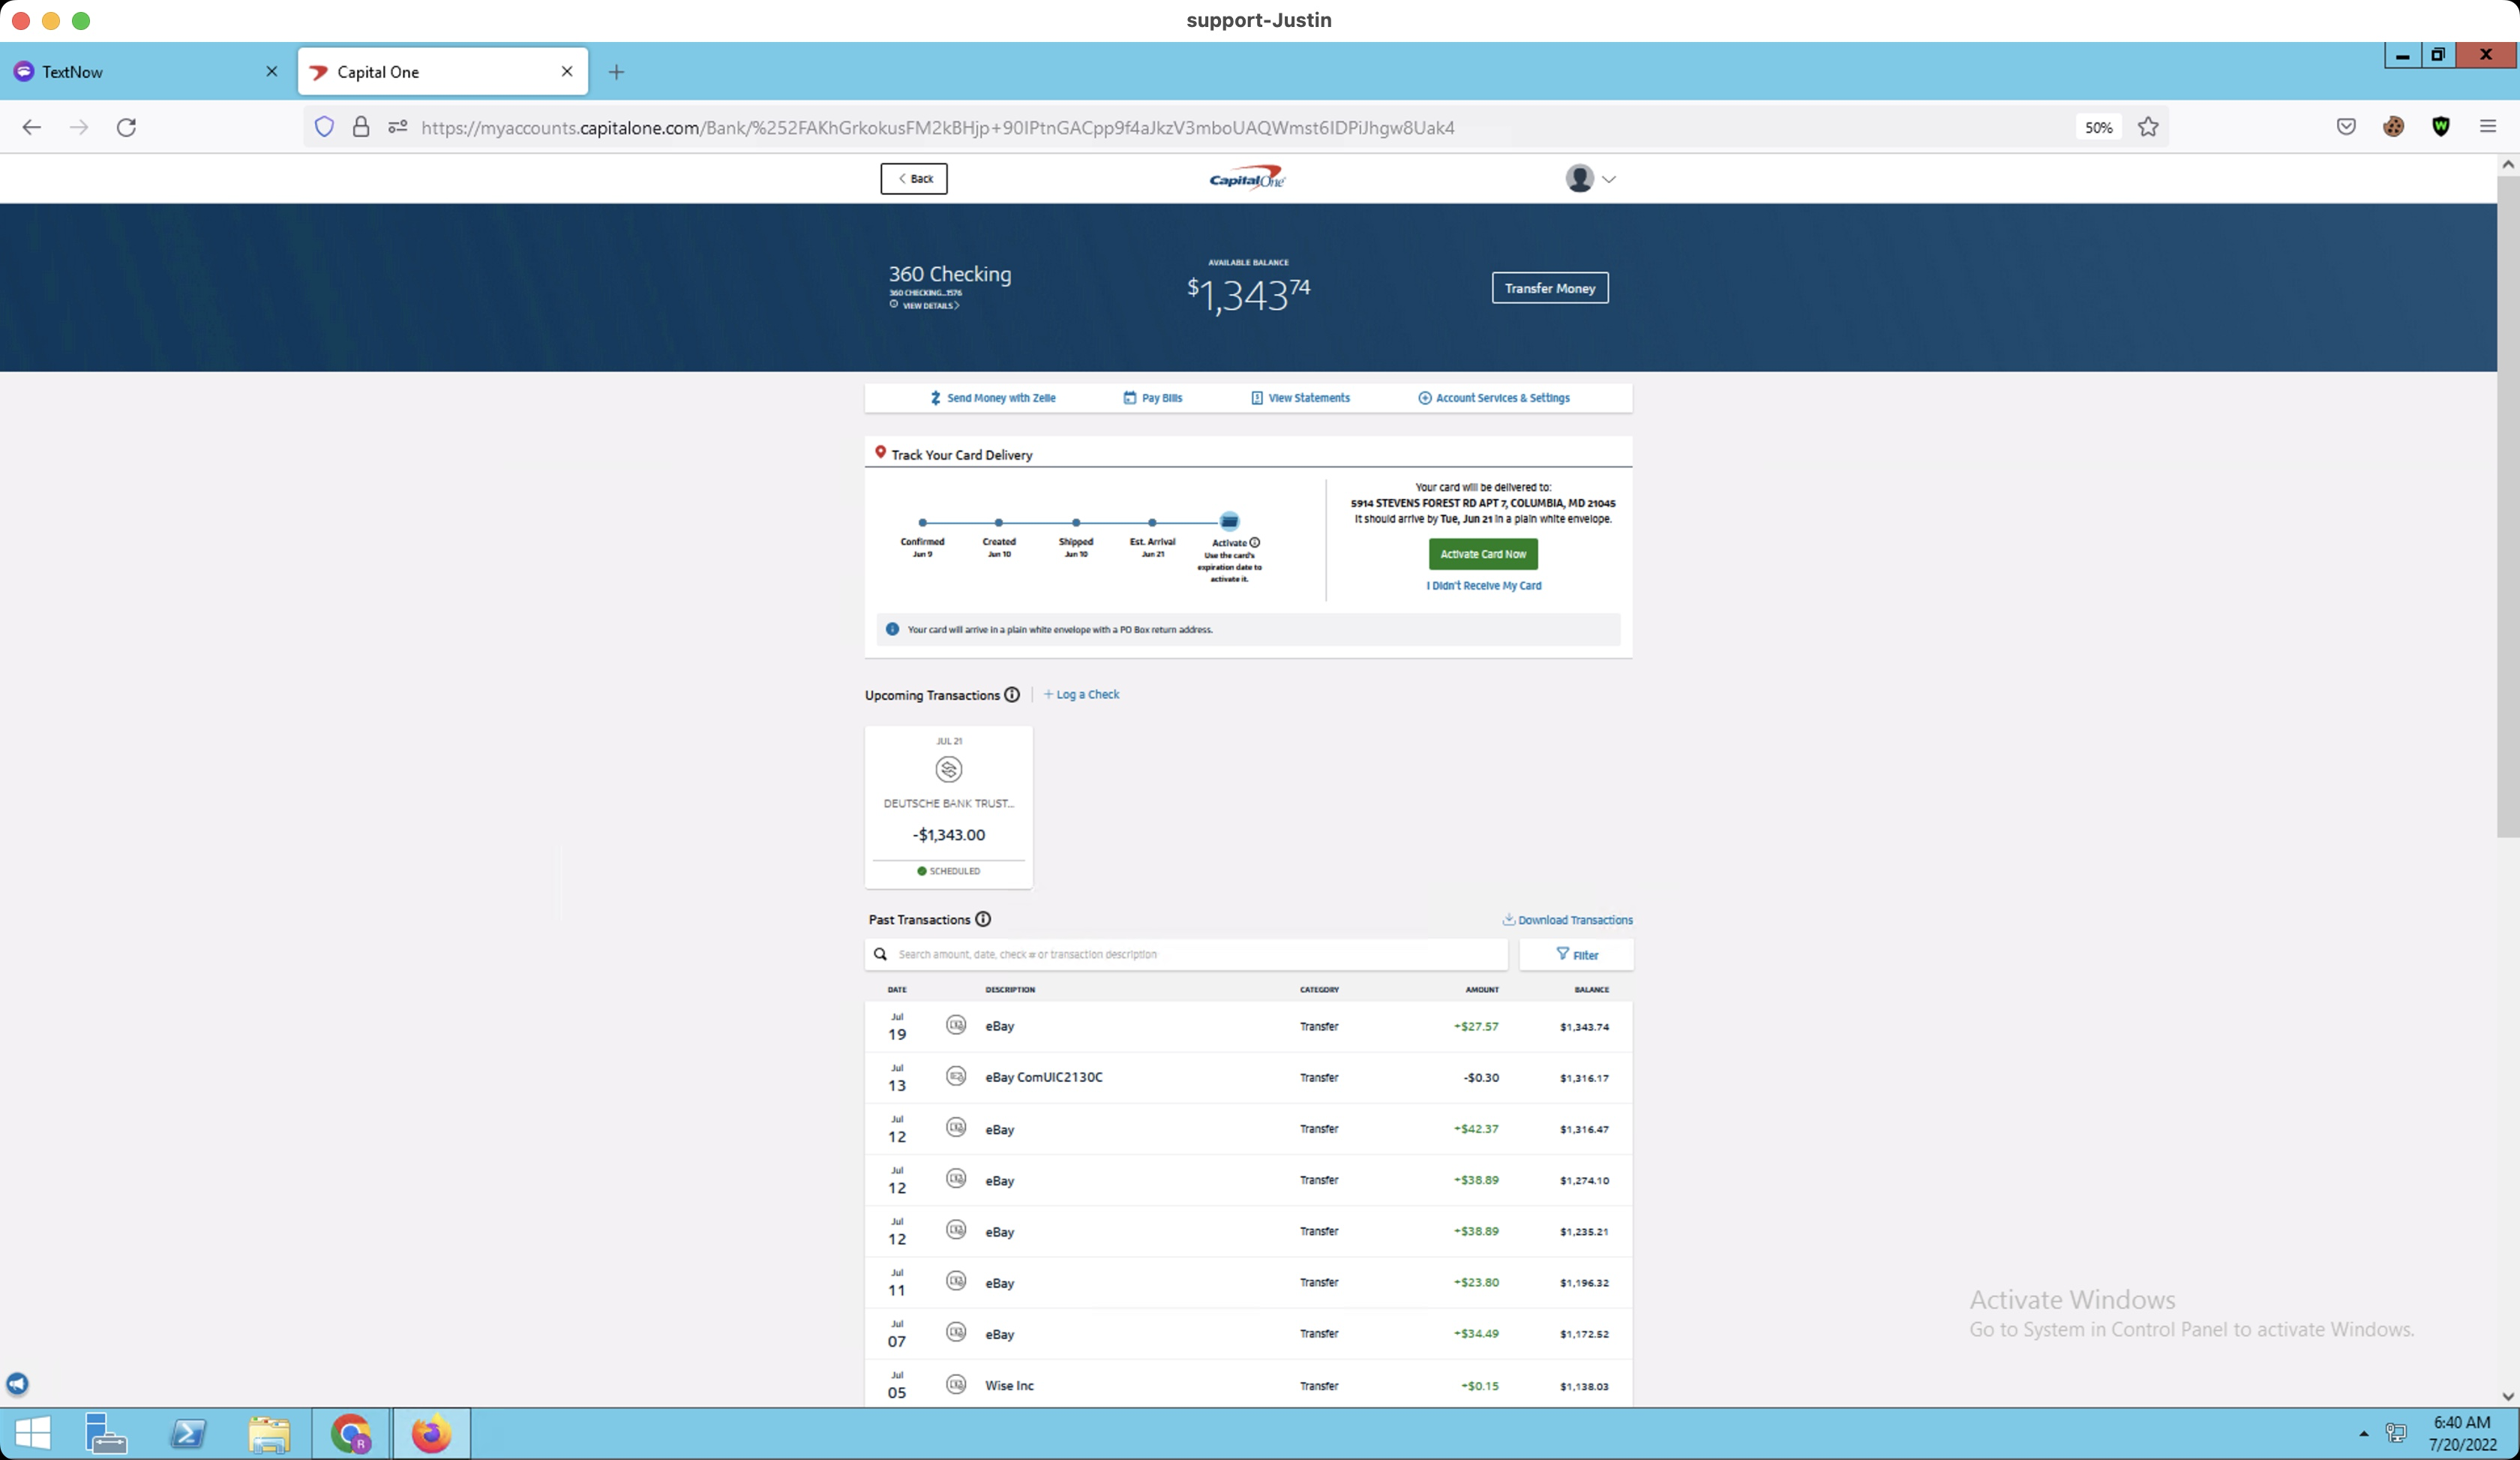 support-Justin
TextNow
Capital One
https://myaccounts.capitalone.com/Bank/%252FAKhGrkokusFM2kBHjp+90IPtnGACpp9f4aJkzV3mboUAQWmst6IDPiJhgw8Uak4
50%
Back
CapitalOne
360 Checking
360 CHECKING...1576
VIEW DETAILS
AVAILABLE BALANCE
$1,343 74
Transfer Money
Send Money with Zelle
Pay Bills
View Statements
Account Services & Settings
Track Your Card Delivery
Confirmed Jun 9
Created Jun 10
Shipped Jun 10
Est. Arrival Jun 21
Activate
Use the card's
expiration date to
activate it.
Your card will be delivered to:
5914 STEVENS FOREST RD APT 7, COLUMBIA, MD 21045
It should arrive by Tue, Jun 21 in a plain white envelope.
Activate Card Now
I Didn't Receive My Card
Your card will arrive in a plain white envelope with a PO Box return address.
Upcoming Transactions
+ Log a Check
JUL 21
DEUTSCHE BANK TRUST...
-$1,343.00
SCHEDULED
Past Transactions
Download Transactions
Search amount, date, check # or transaction description
Filter
DATE DESCRIPTION CATEGORY AMOUNT BALANCE
Jul 19 eBay Transfer +$27.57 $1,343.74
Jul 13 eBay ComUIC2130C Transfer -$0.30 $1,316.17
Jul 12 eBay Transfer +$42.37 $1,316.47
Jul 12 eBay Transfer +$38.89 $1,274.10
Jul 12 eBay Transfer +$38.89 $1,235.21
Jul 11 eBay Transfer +$23.80 $1,196.32
Jul 07 eBay Transfer +$34.49 $1,172.52
Jul 05 Wise Inc Transfer +$0.15 $1,138.03
Activate Windows
Go to System in Control Panel to activate Windows.
6:40 AM
7/20/2022